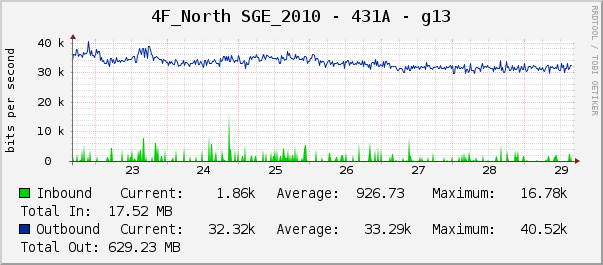 4F_North SGE_2010 - 431A - g13
RRDTOOL / TOBI OETIKER
bits per second
40 k
30 k
20 k
10 k
0
23 24 25 26 27 28 29
Inbound Current: 1.86k Average: 926.73 Maximum: 16.78k
Total In: 17.52 MB
Outbound Current: 32.32k Average: 33.29k Maximum: 40.52k
Total Out: 629.23 MB